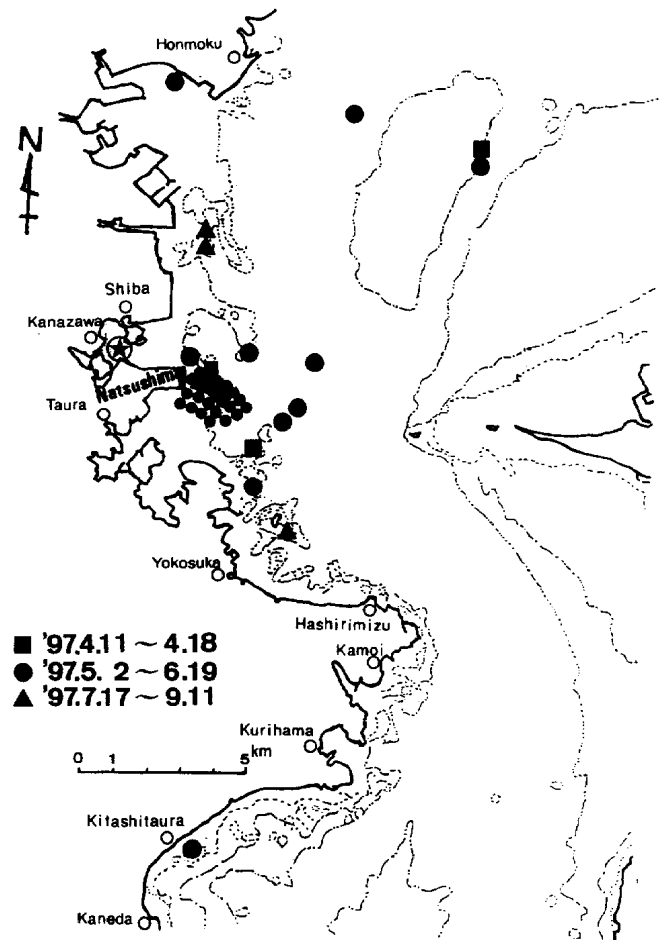 Honmoku
N
Shiba
Kanazawa
Natsushima
Taura
Yokosuka
Hashirimizu
Kamoi
■ '97.4.11 ~ 4.18
● '97.5. 2 ~ 6.19
▲ '97.7.17 ~ 9.11
Kurihama
0 1 5
km
Kitashitaura
Kaneda